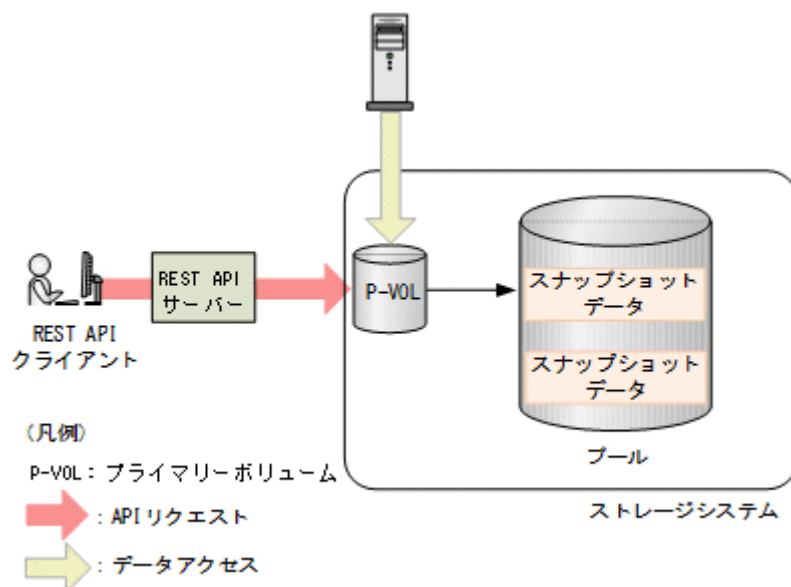 REST API
サーバー
P-VOL
スナップショット
データ
スナップショット
データ
REST API
クライアント
プール
ストレージシステム
(凡例)
P-VOL：プライマリーボリューム
：APIリクエスト
：データアクセス